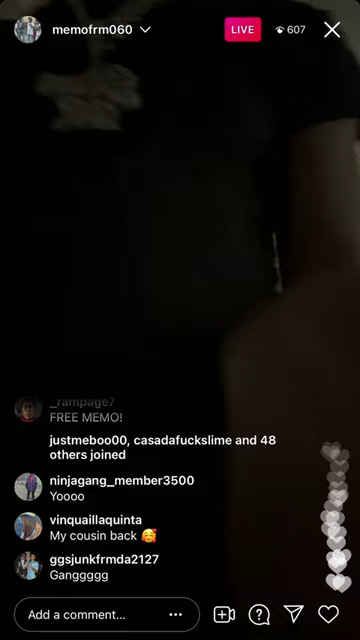 memofrm060
LIVE
607
_rampage7
FREE MEMO!
justmeboo00, casadafuckslime and 48
others joined
ninjagang_member3500
Yoooo
vinquaillaquinta
My cousin back 🥰
ggsjunkfrmda2127
Ganggggg
Add a comment...